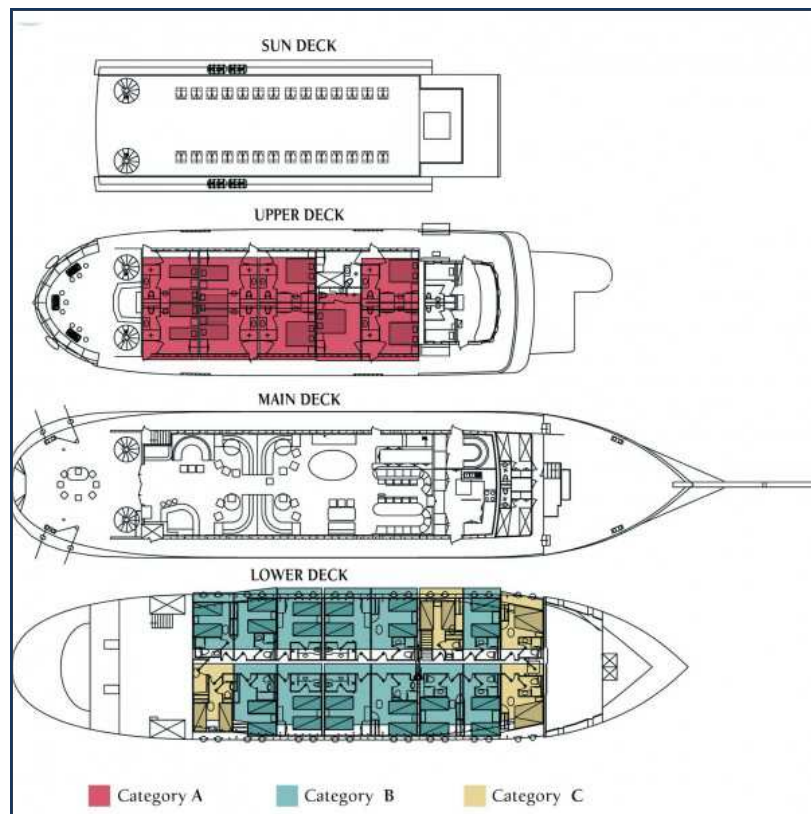 SUN DECK
UPPER DECK
MAIN DECK
LOWER DECK
Category A
Category B
Category C